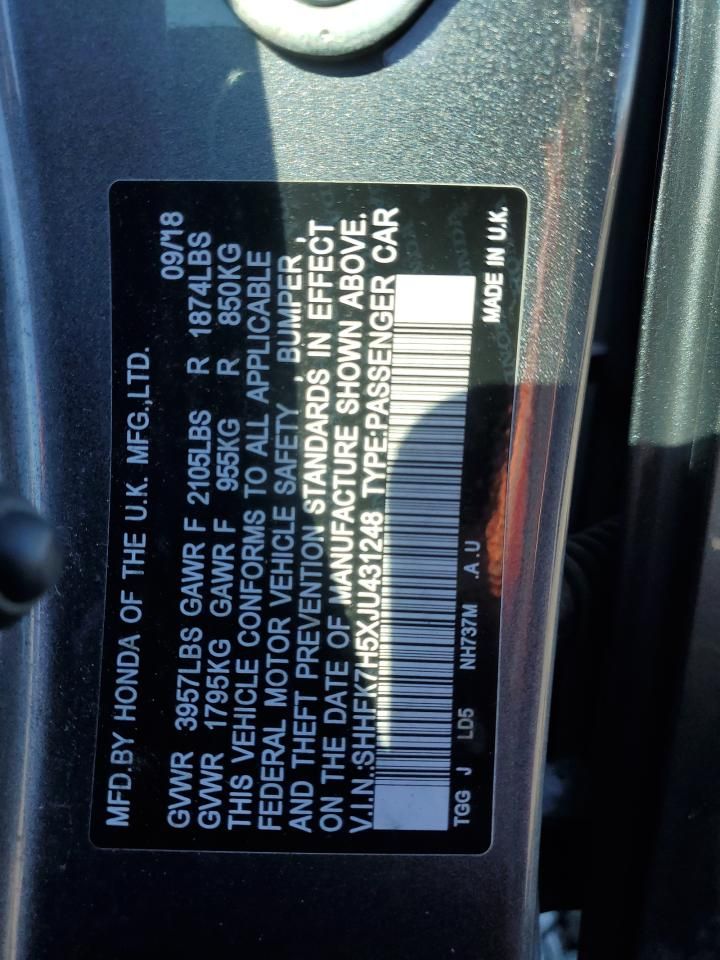 MFD.BY HONDA OF THE U.K. MFG.,LTD. 09/18
GVWR 3957LBS GAWR F 2105LBS R 1874LBS
GVWR 1795KG GAWR F 955KG R 850KG
THIS VEHICLE CONFORMS TO ALL APPLICABLE
FEDERAL MOTOR VEHICLE SAFETY , BUMPER ,
AND THEFT PREVENTION STANDARDS IN EFFECT
ON THE DATE OF MANUFACTURE SHOWN ABOVE.
V.I.N.:SHHFK7H5XJU431248 TYPE:PASSENGER CAR
TGG J LD5 NH737M .A.U MADE IN U.K.